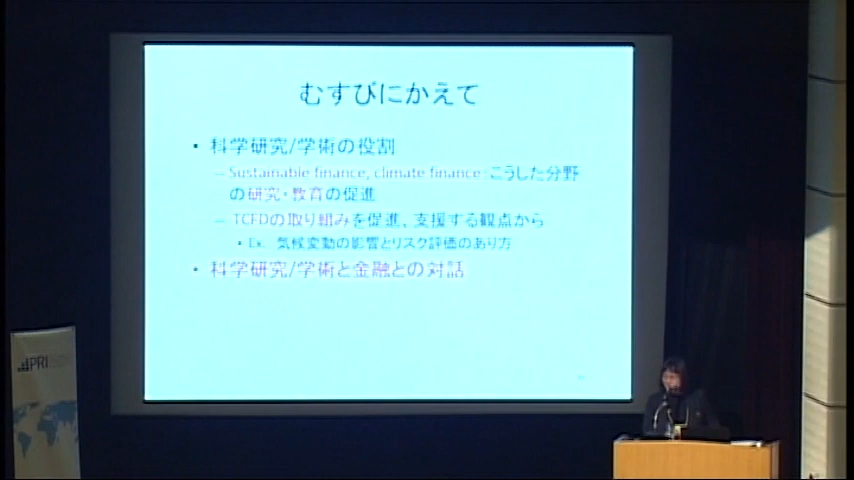 むすびにかえて
• 科学研究/学術の役割
– Sustainable finance, climate finance：こうした分野
の研究・教育の促進
– TCFDの取り組みを促進、支援する観点から
• Ex. 気候変動の影響とリスク評価のあり方
• 科学研究/学術と金融との対話
PRI